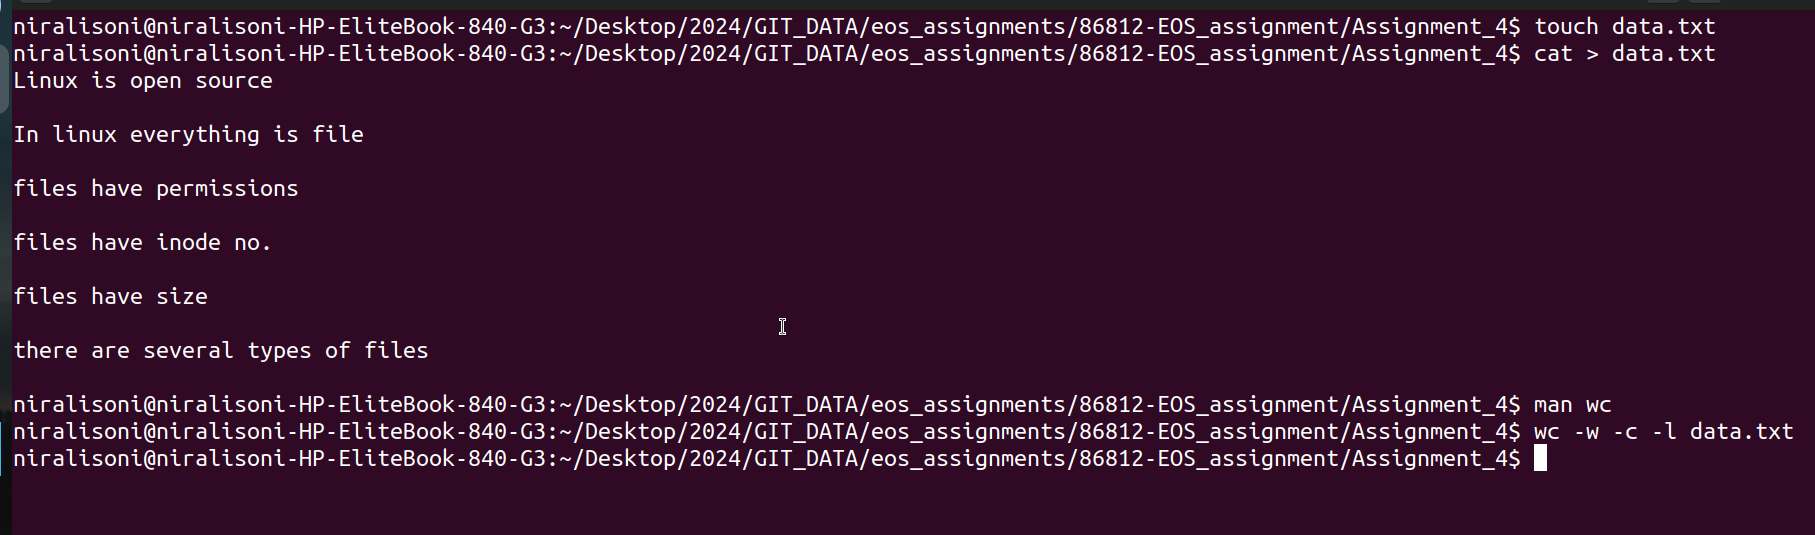 niralisoni@niralisoni-HP-EliteBook-840-G3:~/Desktop/2024/GIT_DATA/eos_assignments/86812-EOS_assignment/Assignment_4$ touch data.txt
niralisoni@niralisoni-HP-EliteBook-840-G3:~/Desktop/2024/GIT_DATA/eos_assignments/86812-EOS_assignment/Assignment_4$ cat > data.txt
Linux is open source
In linux everything is file
files have permissions
files have inode no.
files have size
there are several types of files
niralisoni@niralisoni-HP-EliteBook-840-G3:~/Desktop/2024/GIT_DATA/eos_assignments/86812-EOS_assignment/Assignment_4$ man wc
niralisoni@niralisoni-HP-EliteBook-840-G3:~/Desktop/2024/GIT_DATA/eos_assignments/86812-EOS_assignment/Assignment_4$ wc -w -c -l data.txt
niralisoni@niralisoni-HP-EliteBook-840-G3:~/Desktop/2024/GIT_DATA/eos_assignments/86812-EOS_assignment/Assignment_4$